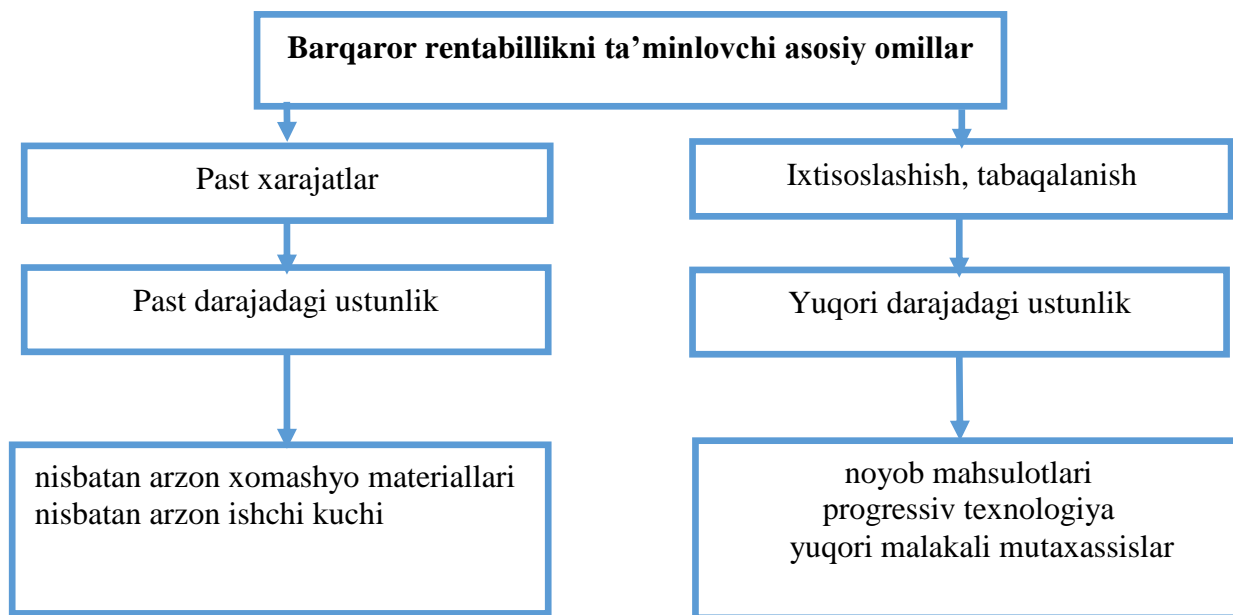 Barqaror rentabillikni ta’minlovchi asosiy omillar
Past xarajatlar
Ixtisoslashish, tabaqalanish
Past darajadagi ustunlik
Yuqori darajadagi ustunlik
nisbatan arzon xomashyo materiallari
nisbatan arzon ishchi kuchi
noyob mahsulotlari
progressiv texnologiya
yuqori malakali mutaxassislar